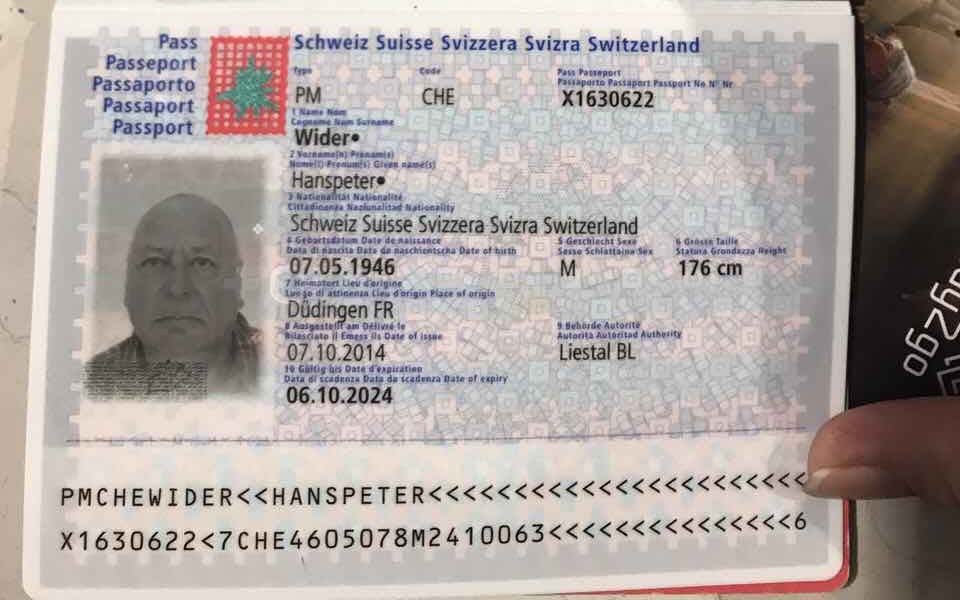 Pass
Passeport
Passaporto
Passaport
Passport
Schweiz Suisse Svizzera Svizra Switzerland
Type Code Pass Passeport
Passaporto Passaport Passport No N° Nr
PM CHE X1630622
1 Name Nom
Cognome Num Surname
Wider•
2 Vorname(n) Prénom(s)
Nome(i) Prenum(s) Given name(s)
Hanspeter•
3 Nationalität Nationalité
Cittadinanza Naziunalitad Nationality
Schweiz Suisse Svizzera Svizra Switzerland
4 Geburtsdatum Date de naissance 5 Geschlecht Sexe 6 Grösse Taille
Data di nascita Data da naschientscha Date of birth Sesso Schlattaina Sex Statura Grondezza Height
07.05.1946 M 176 cm
7 Heimatort Lieu d'origine
Luogo di attinenza Lieu d'origin Place of origin
Düdingen FR
8 Ausgestellt am Délivré le 9 Behörde Autorité
Rilasciato il Emess ils Date of issue Autorità Autoritad Authority
07.10.2014 Liestal BL
10 Gültig bis Date d'expiration
Data di scadenza Data da scadenza Date of expiry
06.10.2024
PMCHEWIDER<<HANSPETER<<<<<<<<<<<<<<<<<<<<<<<
X1630622<7CHE4605078M2410063<<<<<<<<<<<<<<<6